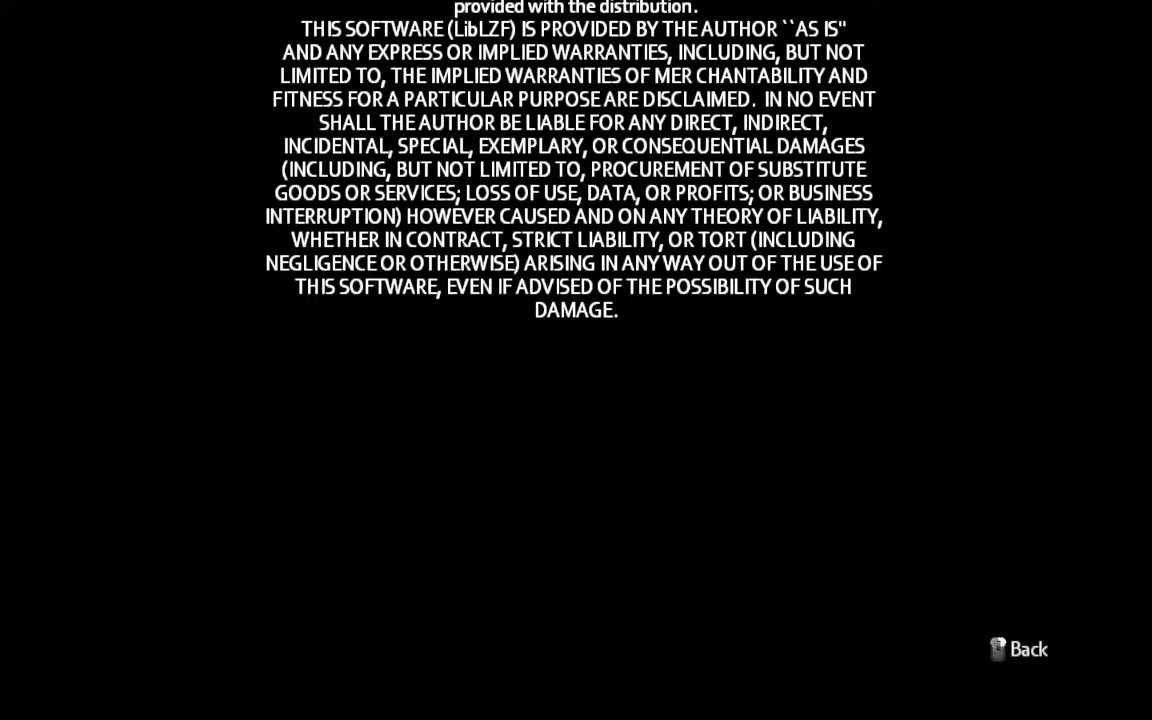 provided with the distribution.
THIS SOFTWARE (LibLZF) IS PROVIDED BY THE AUTHOR ``AS IS''
AND ANY EXPRESS OR IMPLIED WARRANTIES, INCLUDING, BUT NOT
LIMITED TO, THE IMPLIED WARRANTIES OF MER CHANTABILITY AND
FITNESS FOR A PARTICULAR PURPOSE ARE DISCLAIMED.  IN NO EVENT
SHALL THE AUTHOR BE LIABLE FOR ANY DIRECT, INDIRECT,
INCIDENTAL, SPECIAL, EXEMPLARY, OR CONSEQUENTIAL DAMAGES
(INCLUDING, BUT NOT LIMITED TO, PROCUREMENT OF SUBSTITUTE
GOODS OR SERVICES; LOSS OF USE, DATA, OR PROFITS; OR BUSINESS
INTERRUPTION) HOWEVER CAUSED AND ON ANY THEORY OF LIABILITY,
WHETHER IN CONTRACT, STRICT LIABILITY, OR TORT (INCLUDING
NEGLIGENCE OR OTHERWISE) ARISING IN ANY WAY OUT OF THE USE OF
THIS SOFTWARE, EVEN IF ADVISED OF THE POSSIBILITY OF SUCH
DAMAGE.
Back